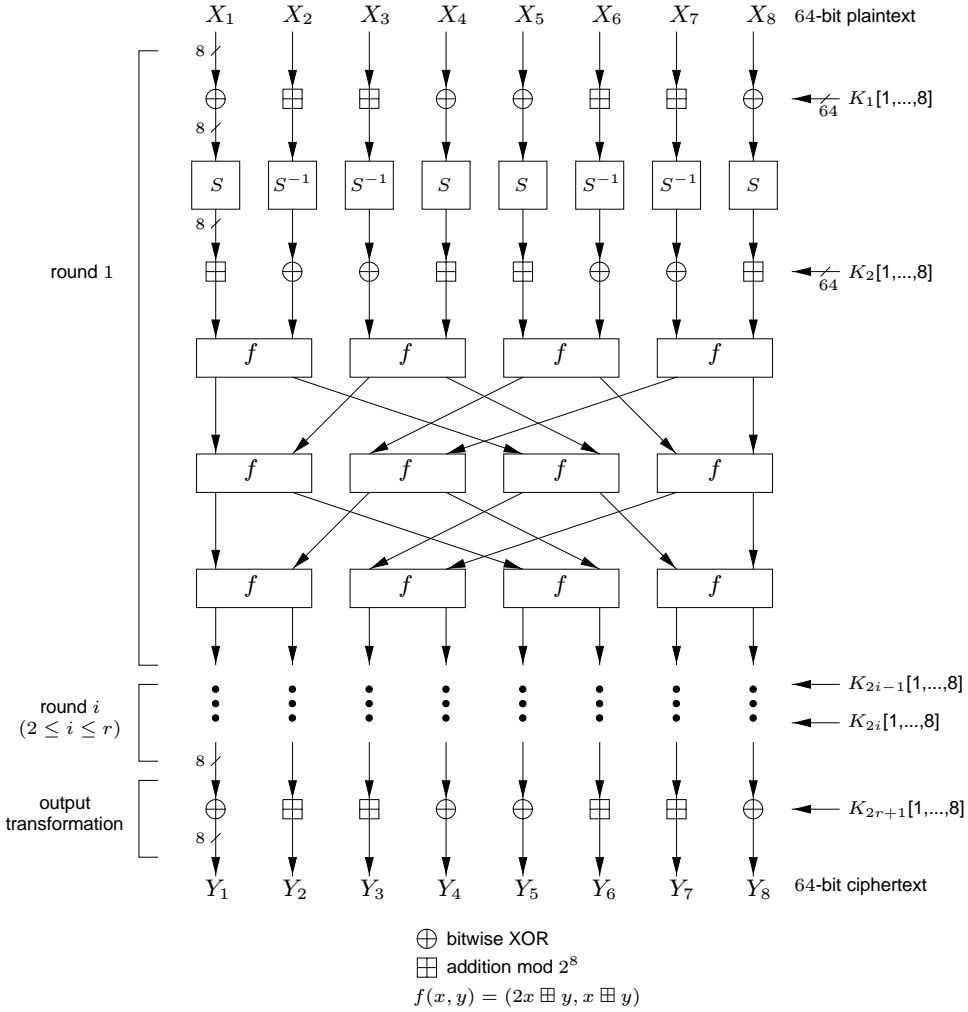 X₁ X₂ X₃ X₄ X₅ X₆ X₇ X₈ 64-bit plaintext
8
K₁[1,...,8]
64
8
S S⁻¹ S⁻¹ S S S⁻¹ S⁻¹ S
8
round 1
K₂[1,...,8]
64
f f f f
f f f f
f f f f
K₂ᵢ₋₁[1,...,8]
round i
(2 ≤ i ≤ r)
K₂ᵢ[1,...,8]
8
output
transformation
K₂ᵣ₊₁[1,...,8]
8
Y₁ Y₂ Y₃ Y₄ Y₅ Y₆ Y₇ Y₈ 64-bit ciphertext
⊕ bitwise XOR
⊞ addition mod 2⁸
f(x, y) = (2x ⊞ y, x ⊞ y)